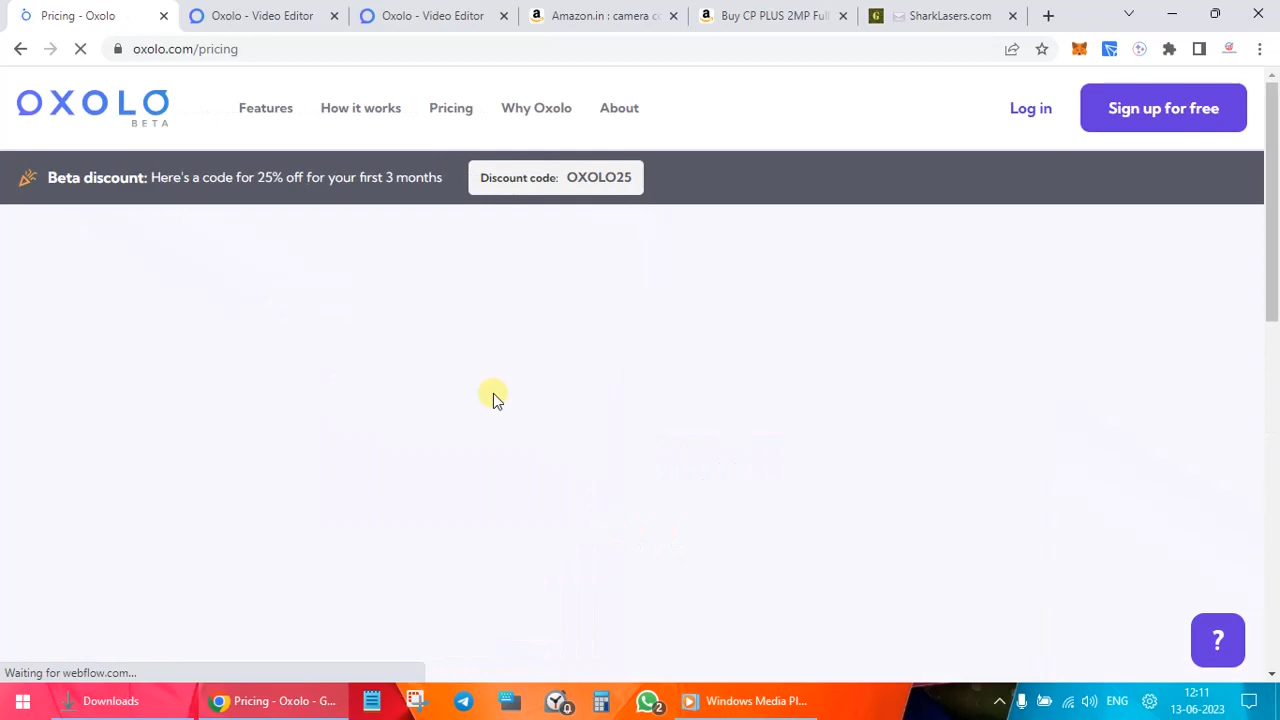 Pricing - Oxolo
Oxolo - Video Editor
Oxolo - Video Editor
Amazon.in : camera cc
Buy CP PLUS 2MP Full
SharkLasers.com
oxolo.com/pricing
OXOLO
BETA
Features
How it works
Pricing
Why Oxolo
About
Log in
Sign up for free
Beta discount: Here's a code for 25% off for your first 3 months
Discount code: OXOLO25
?
Waiting for webflow.com...
Downloads
Pricing - Oxolo - G...
0
2
Windows Media Pl...
ENG
12:11
13-06-2023